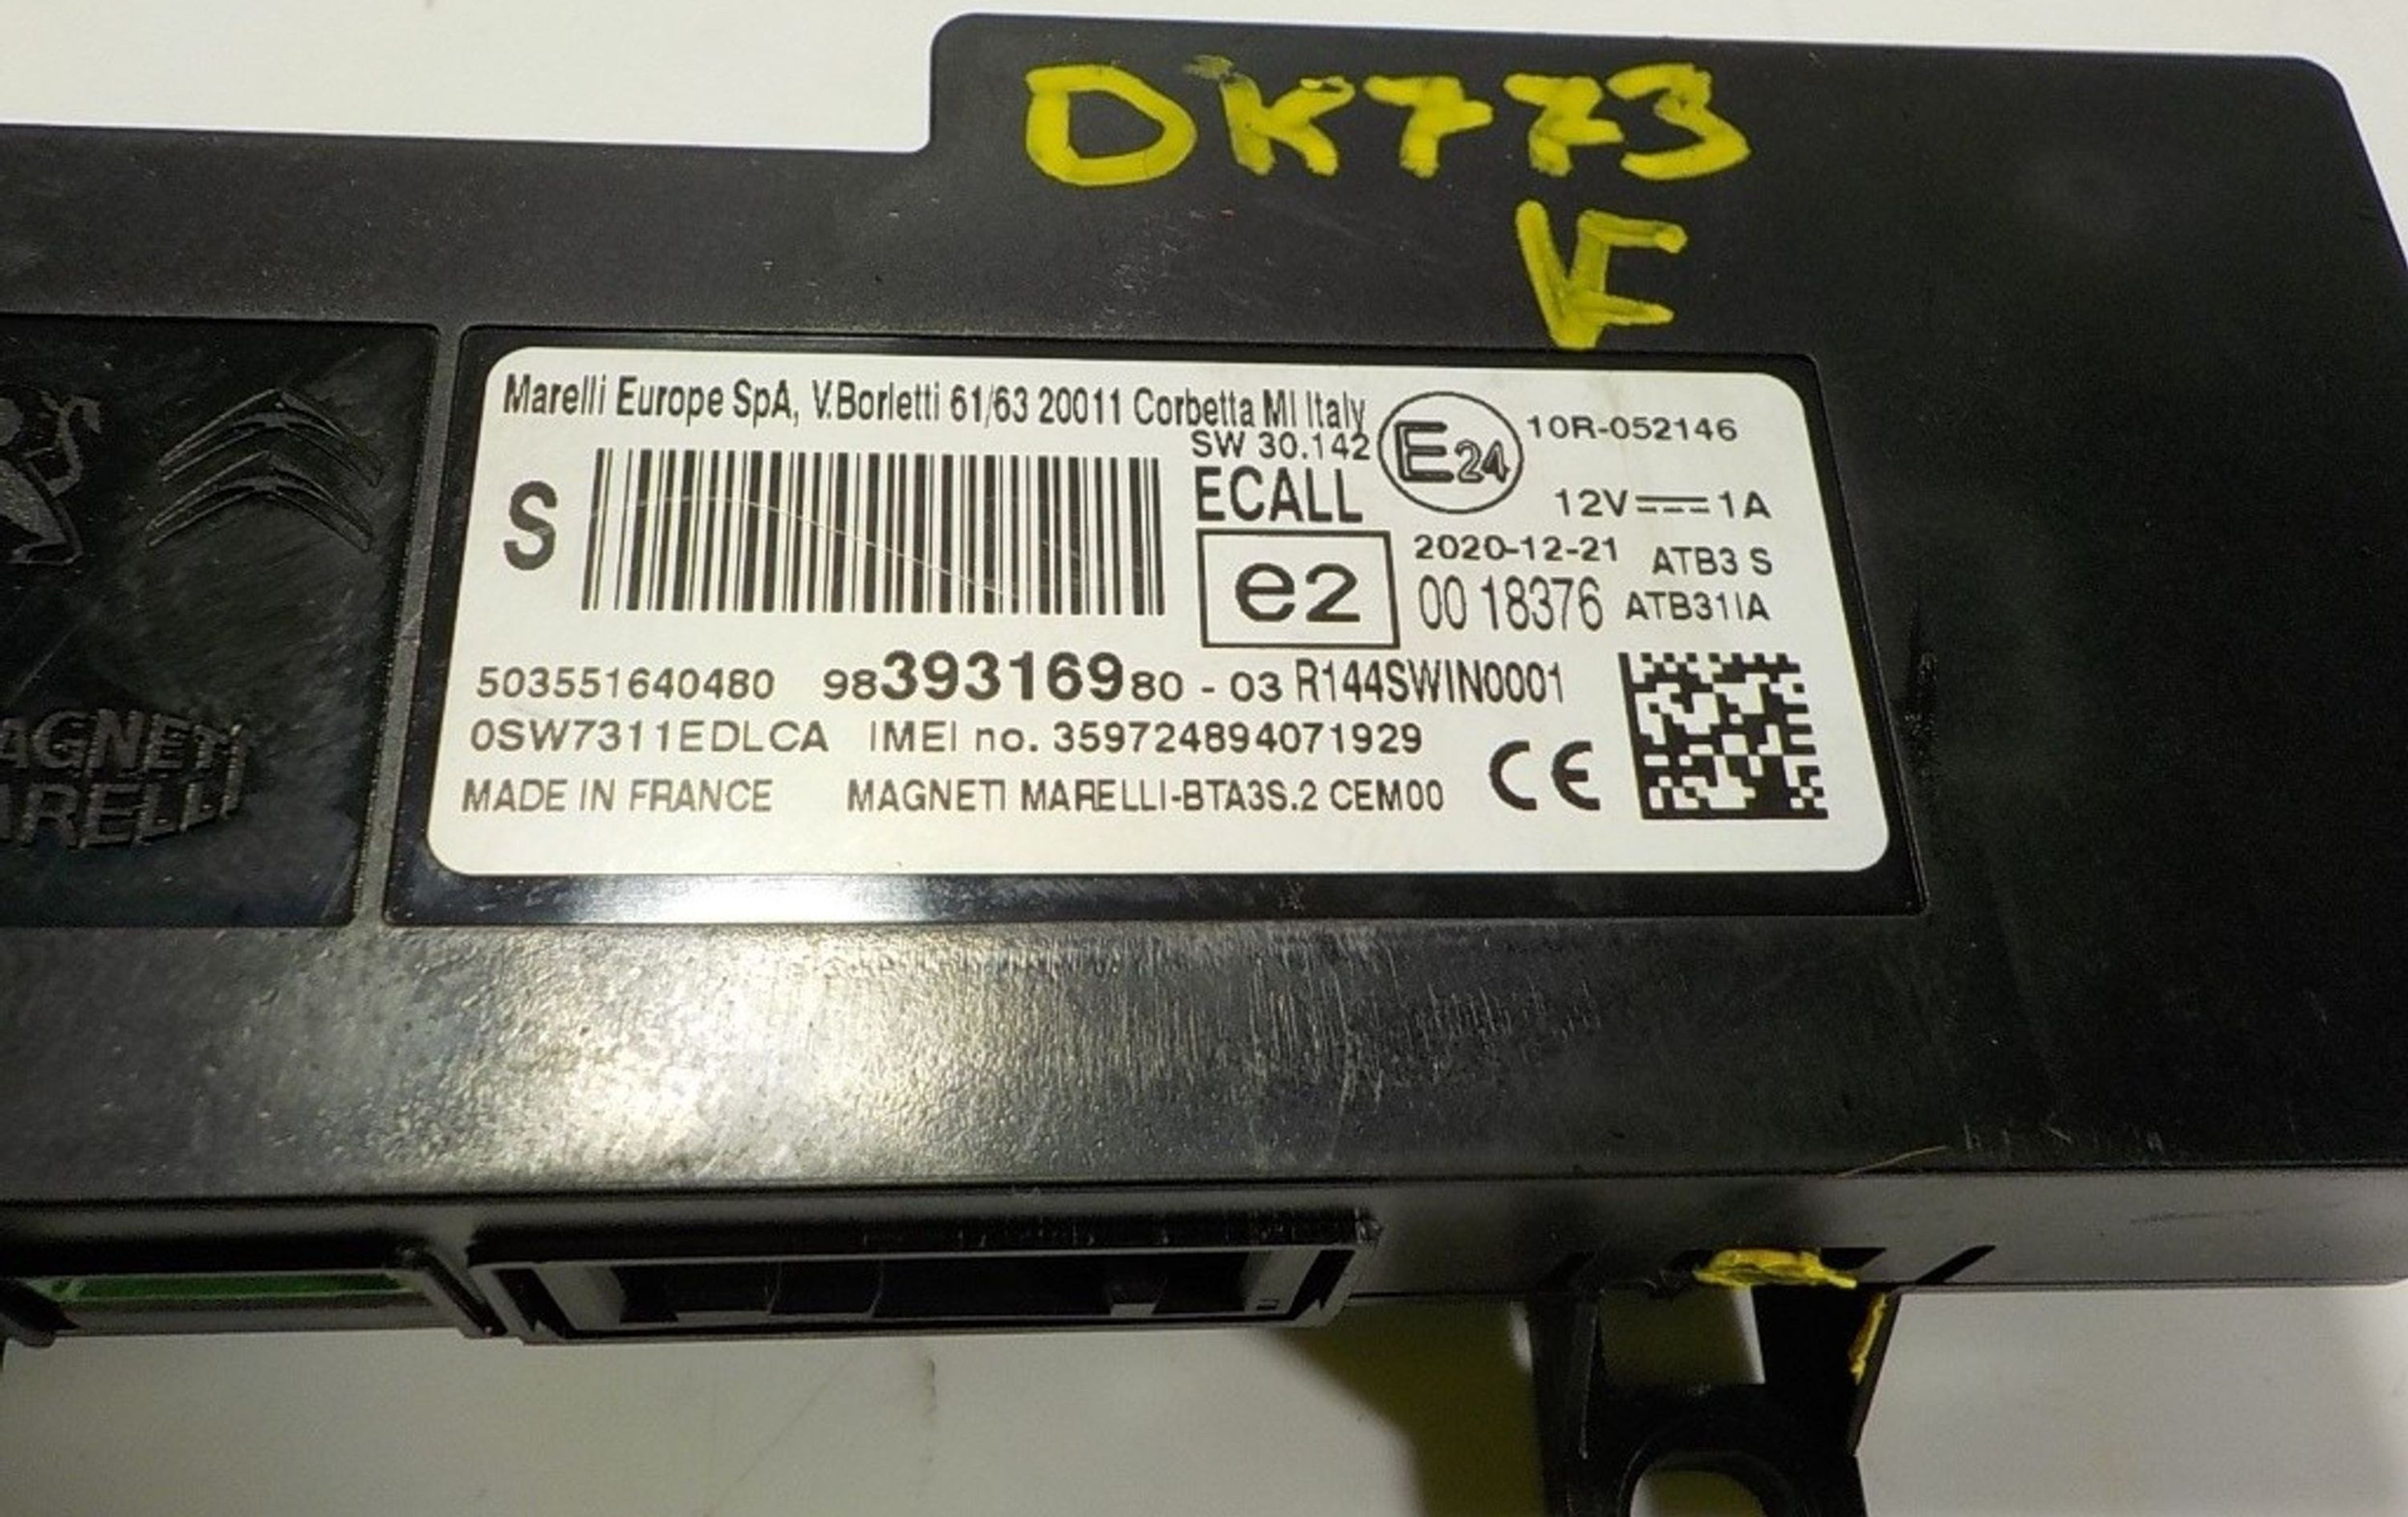 DK773
VF
Marelli Europe SpA, V.Borletti 61/63 20011 Corbetta MI Italy
SW 30.142
E24
10R-052146
S
ECALL
12V⎓1A
e2
2020-12-21
ATB3 S
00 18376
ATB31IA
503551640480 9839316980 - 03 R144SWIN0001
0SW7311EDLCA IMEI no. 359724894071929
MADE IN FRANCE MAGNETI MARELLI-BTA3S.2 CEM00
CE
AGNETI
ARELLI